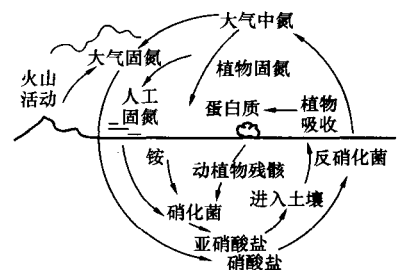 大气中氮
大气固氮
植物固氮
火山
活动
人工
固氮
蛋白质
植物
吸收
铵
动植物残骸
反硝化菌
硝化菌
进入土壤
亚硝酸盐
硝酸盐